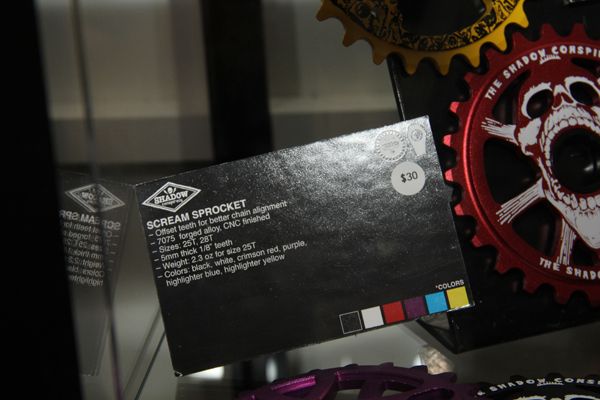 THE SHADOW CONSPI
SHADOW
SCREAM SPROCKET
- Offset teeth for better chain alignment
- 7075 forged alloy, CNC finished
- Sizes: 25T, 28T
- 5mm thick 1/8" teeth
- Weight: 2.3 oz for size 25T
- Colors: black, white, crimson red, purple,
highlighter blue, highlighter yellow
$30
*COLORS
THE SHADOW
THE SHADOW CONSP